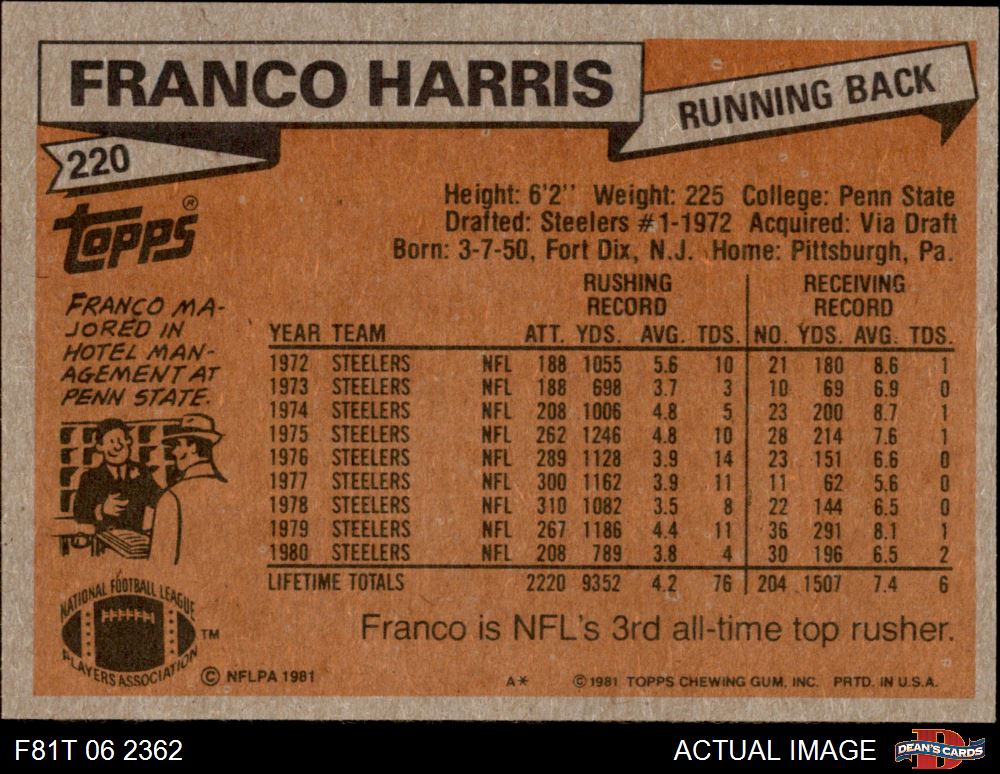 FRANCO HARRIS
RUNNING BACK
220
TOPPS®
Height: 6'2'' Weight: 225 College: Penn State
Drafted: Steelers #1-1972 Acquired: Via Draft
Born: 3-7-50, Fort Dix, N.J. Home: Pittsburgh, Pa.
FRANCO MA-
JORED IN
HOTEL MAN-
AGEMENT AT
PENN STATE.
RUSHING RECEIVING
RECORD RECORD
YEAR TEAM ATT. YDS. AVG. TDS. NO. YDS. AVG. TDS.
1972 STEELERS NFL 188 1055 5.6 10 21 180 8.6 1
1973 STEELERS NFL 188 698 3.7 3 10 69 6.9 0
1974 STEELERS NFL 208 1006 4.8 5 23 200 8.7 1
1975 STEELERS NFL 262 1246 4.8 10 28 214 7.6 1
1976 STEELERS NFL 289 1128 3.9 14 23 151 6.6 0
1977 STEELERS NFL 300 1162 3.9 11 11 62 5.6 0
1978 STEELERS NFL 310 1082 3.5 8 22 144 6.5 0
1979 STEELERS NFL 267 1186 4.4 11 36 291 8.1 1
1980 STEELERS NFL 208 789 3.8 4 30 196 6.5 2
LIFETIME TOTALS 2220 9352 4.2 76 204 1507 7.4 6
Franco is NFL's 3rd all-time top rusher.
NATIONAL FOOTBALL LEAGUE
PLAYERS ASSOCIATION
TM
© NFLPA 1981
A* © 1981 TOPPS CHEWING GUM, INC. PRTD. IN U.S.A.
F81T 06 2362
ACTUAL IMAGE
D
DEAN'S CARDS